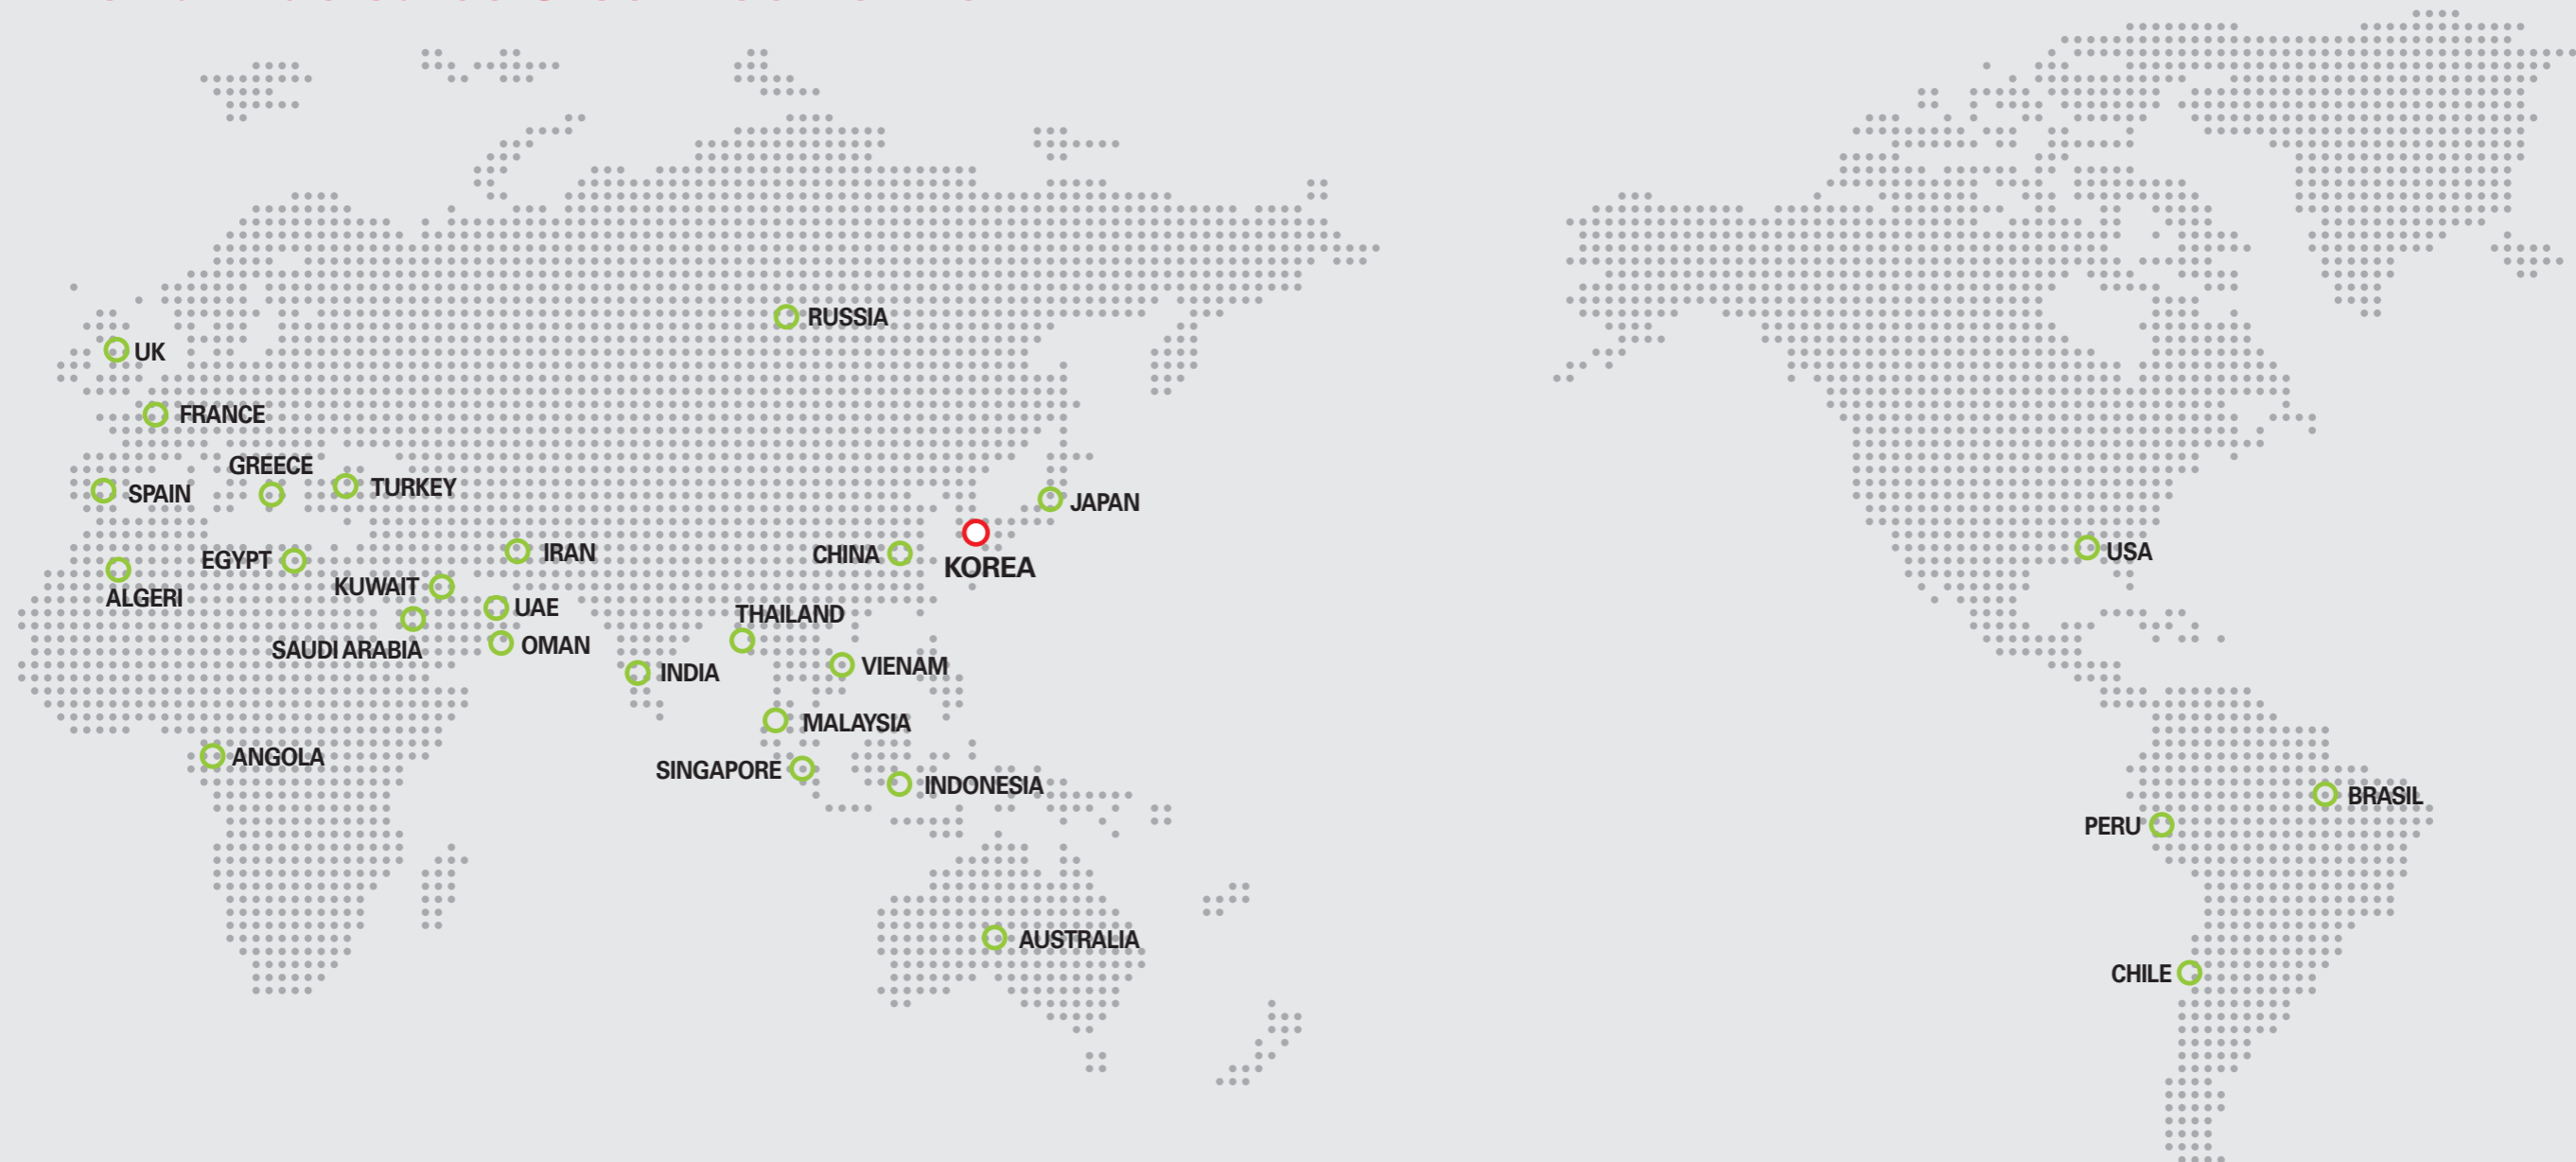 RUSSIA
UK
FRANCE
GREECE
TURKEY
SPAIN
JAPAN
IRAN
CHINA
KOREA
USA
EGYPT
KUWAIT
ALGERI
UAE
THAILAND
SAUDI ARABIA
OMAN
INDIA
VIENAM
MALAYSIA
ANGOLA
SINGAPORE
INDONESIA
BRASIL
PERU
AUSTRALIA
CHILE